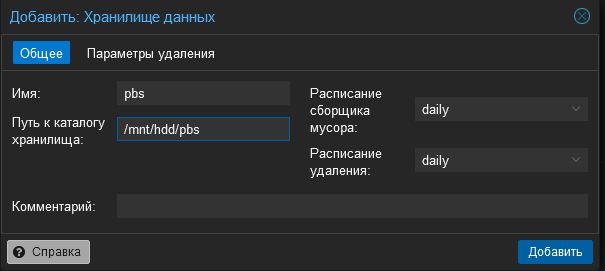 Добавить: Хранилище данных
Общее Параметры удаления
Имя: pbs
Путь к каталогу хранилища: /mnt/hdd/pbs
Расписание сборщика мусора: daily
Расписание удаления: daily
Комментарий:
? Справка
Добавить